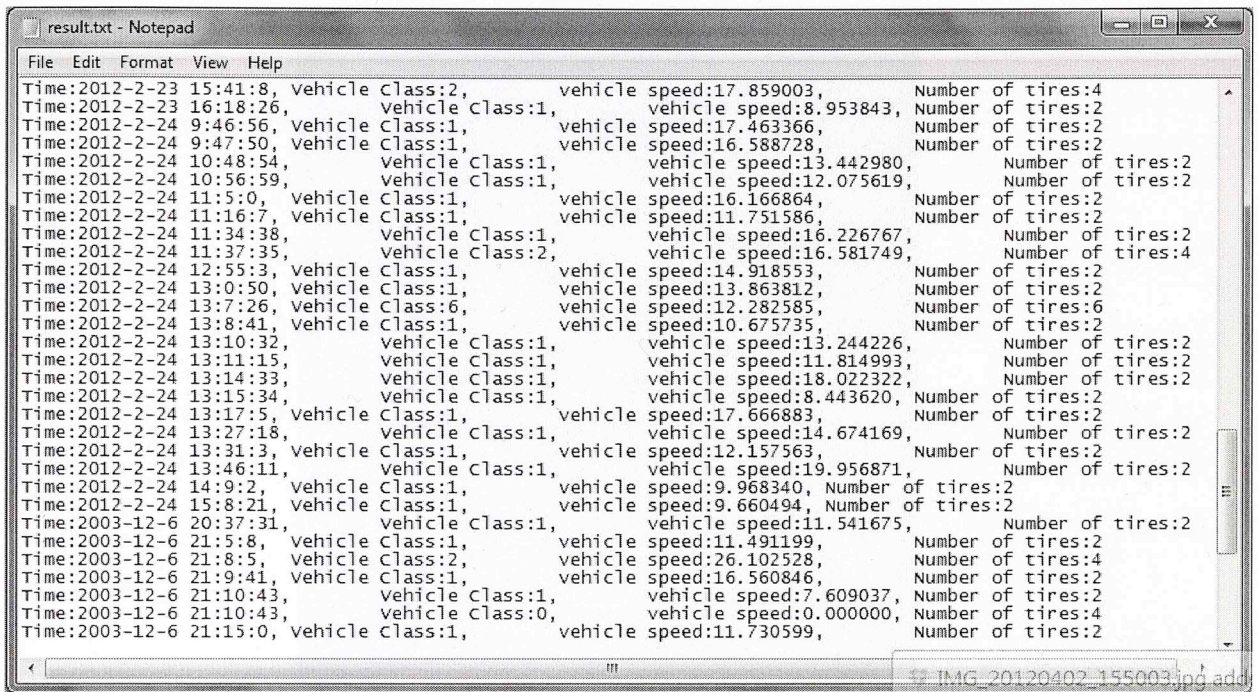 result.txt - Notepad
File Edit Format View Help
Time:2012-2-23 15:41:8, Vehicle Class:2, vehicle speed:17.859003, Number of tires:4
Time:2012-2-23 16:18:26, Vehicle Class:1, vehicle speed:8.953843, Number of tires:2
Time:2012-2-24 9:46:56, Vehicle Class:1, vehicle speed:17.463366, Number of tires:2
Time:2012-2-24 9:47:50, Vehicle Class:1, vehicle speed:16.588728, Number of tires:2
Time:2012-2-24 10:48:54, Vehicle Class:1, vehicle speed:13.442980, Number of tires:2
Time:2012-2-24 10:56:59, Vehicle Class:1, vehicle speed:12.075619, Number of tires:2
Time:2012-2-24 11:5:0, Vehicle Class:1, vehicle speed:16.166864, Number of tires:2
Time:2012-2-24 11:16:7, Vehicle Class:1, vehicle speed:11.751586, Number of tires:2
Time:2012-2-24 11:34:38, Vehicle Class:1, vehicle speed:16.226767, Number of tires:2
Time:2012-2-24 11:37:35, Vehicle Class:2, vehicle speed:16.581749, Number of tires:4
Time:2012-2-24 12:55:3, Vehicle Class:1, vehicle speed:14.918553, Number of tires:2
Time:2012-2-24 13:0:50, Vehicle Class:1, vehicle speed:13.863812, Number of tires:2
Time:2012-2-24 13:7:26, Vehicle Class:6, vehicle speed:12.282585, Number of tires:6
Time:2012-2-24 13:8:41, Vehicle Class:1, vehicle speed:10.675735, Number of tires:2
Time:2012-2-24 13:10:32, Vehicle Class:1, vehicle speed:13.244226, Number of tires:2
Time:2012-2-24 13:11:15, Vehicle Class:1, vehicle speed:11.814993, Number of tires:2
Time:2012-2-24 13:14:33, Vehicle Class:1, vehicle speed:18.022322, Number of tires:2
Time:2012-2-24 13:15:34, Vehicle Class:1, vehicle speed:8.443620, Number of tires:2
Time:2012-2-24 13:17:5, Vehicle Class:1, vehicle speed:17.666883, Number of tires:2
Time:2012-2-24 13:27:18, Vehicle Class:1, vehicle speed:14.674169, Number of tires:2
Time:2012-2-24 13:31:3, Vehicle Class:1, vehicle speed:12.157563, Number of tires:2
Time:2012-2-24 13:46:11, Vehicle Class:1, vehicle speed:19.956871, Number of tires:2
Time:2012-2-24 14:9:2, Vehicle Class:1, vehicle speed:9.968340, Number of tires:2
Time:2012-2-24 15:8:21, Vehicle Class:1, vehicle speed:9.660494, Number of tires:2
Time:2003-12-6 20:37:31, Vehicle Class:1, vehicle speed:11.541675, Number of tires:2
Time:2003-12-6 21:5:8, Vehicle Class:1, vehicle speed:11.491199, Number of tires:2
Time:2003-12-6 21:8:5, Vehicle Class:2, vehicle speed:26.102528, Number of tires:4
Time:2003-12-6 21:9:41, Vehicle Class:1, vehicle speed:16.560846, Number of tires:2
Time:2003-12-6 21:10:43, Vehicle Class:1, vehicle speed:7.609037, Number of tires:2
Time:2003-12-6 21:10:43, Vehicle Class:0, vehicle speed:0.000000, Number of tires:4
Time:2003-12-6 21:15:0, Vehicle Class:1, vehicle speed:11.730599, Number of tires:2
IMG_20120402_155003.jpg add